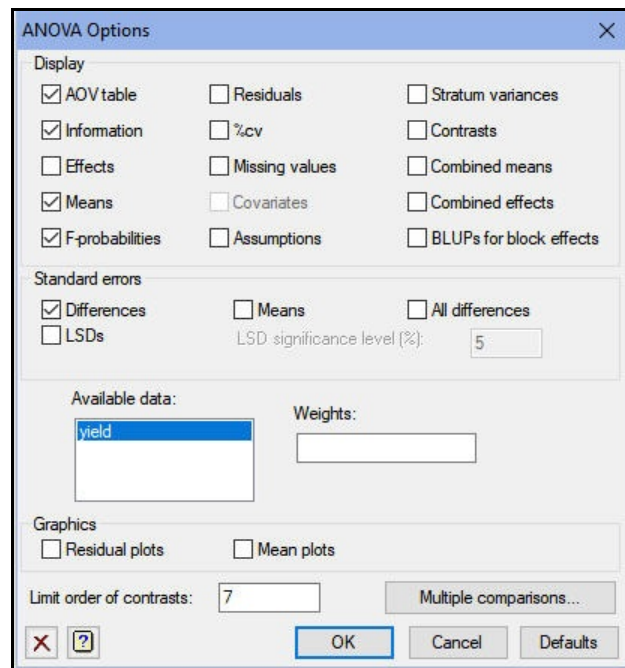 ANOVA Options
Display
AOV table Residuals Stratum variances
Information %cv Contrasts
Effects Missing values Combined means
Means Covariates Combined effects
F-probabilities Assumptions BLUPs for block effects
Standard errors
Differences Means All differences
LSDs LSD significance level (%): 5
Available data:
Weights:
yield
Graphics
Residual plots Mean plots
Limit order of contrasts: 7 Multiple comparisons...
? OK Cancel Defaults